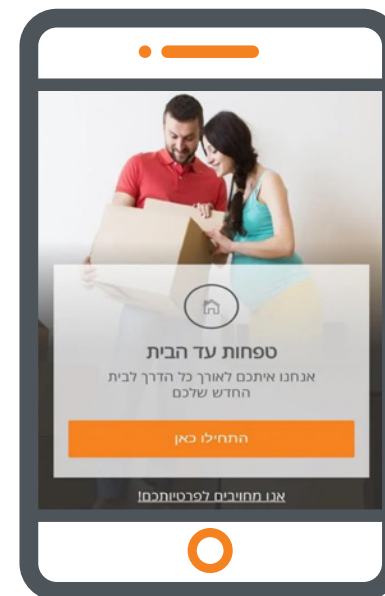 טפחות עד הבית
אנחנו איתכם לאורך כל הדרך לבית
החדש שלכם
התחילו כאן
אנו מחויבים לפרטיותכם!